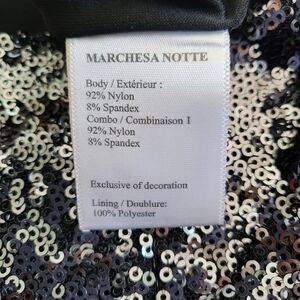 MARCHESA NOTTE
Body / Extérieur :
92% Nylon
8% Spandex
Combo / Combinaison I
92% Nylon
8% Spandex
Exclusive of decoration
Lining / Doublure:
100% Polyester